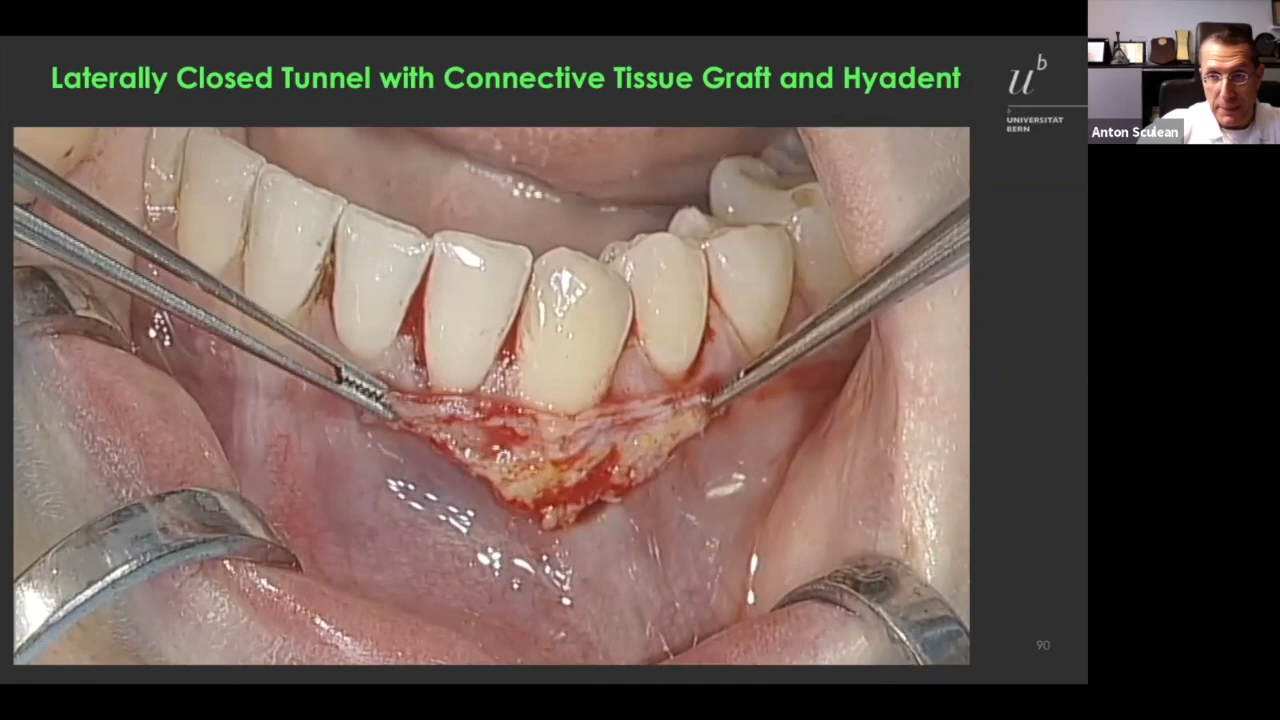 Laterally Closed Tunnel with Connective Tissue Graft and Hyadent
u
b
UNIVERSITÄT
BERN
Anton Sculean
90